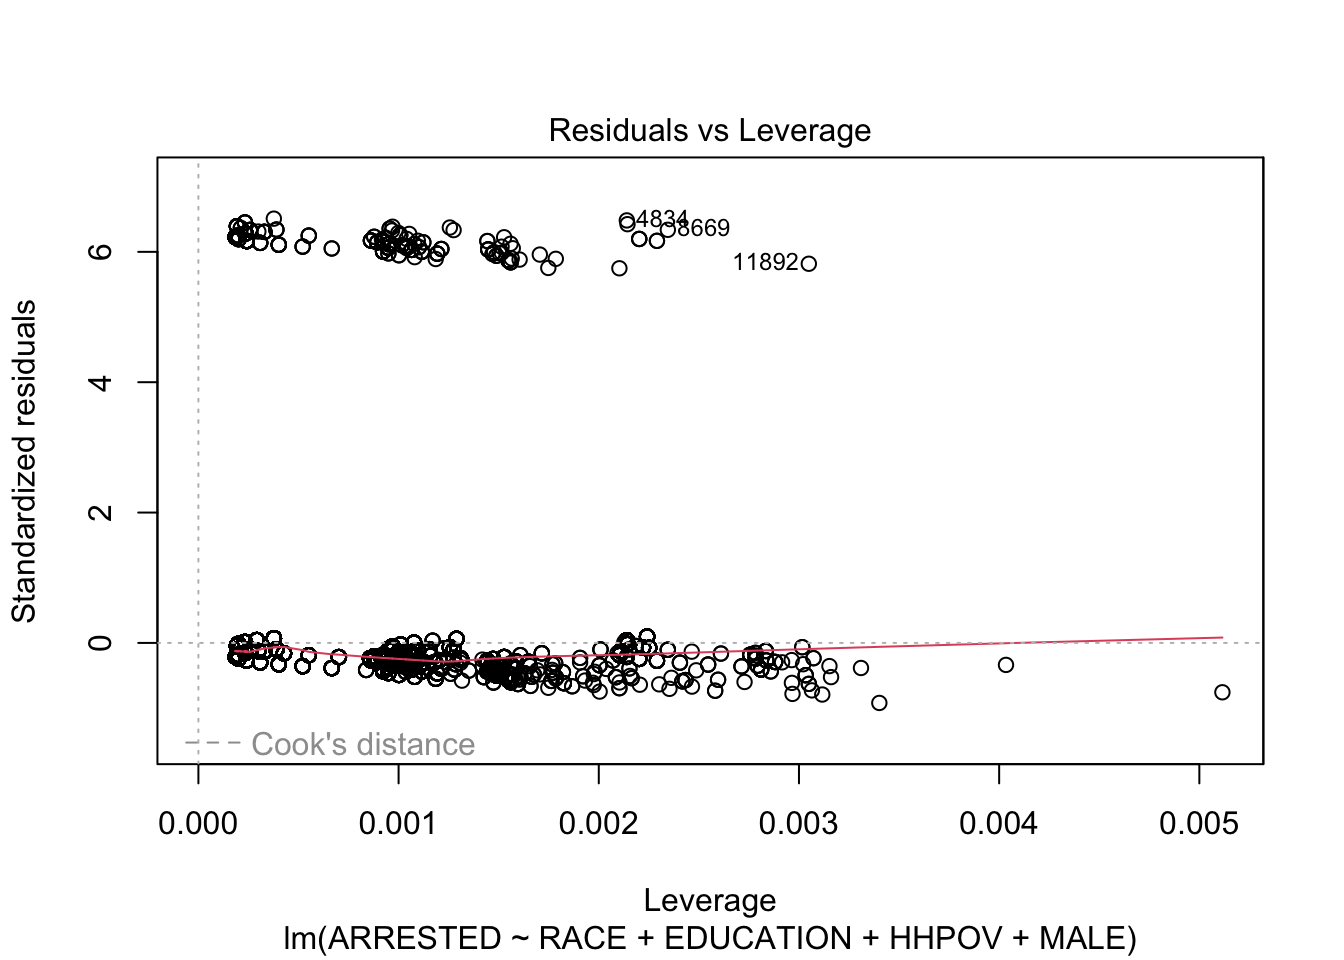 Residuals vs Leverage
Standardized residuals
6
4
2
0
4834
8669
11892
Cook's distance
0.000 0.001 0.002 0.003 0.004 0.005
Leverage
lm(ARRESTED ~ RACE + EDUCATION + HHPOV + MALE)